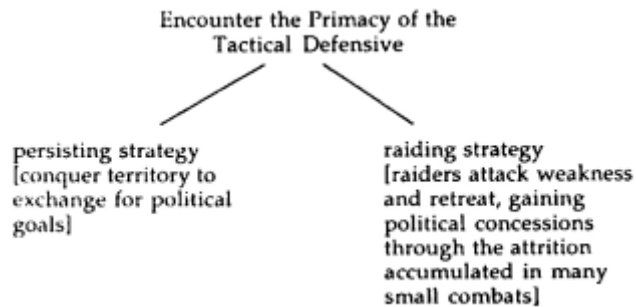 Encounter the Primacy of the
Tactical Defensive
persisting strategy
[conquer territory to
exchange for political
goals]
raiding strategy
[raiders attack weakness
and retreat, gaining
political concessions
through the attrition
accumulated in many
small combats]